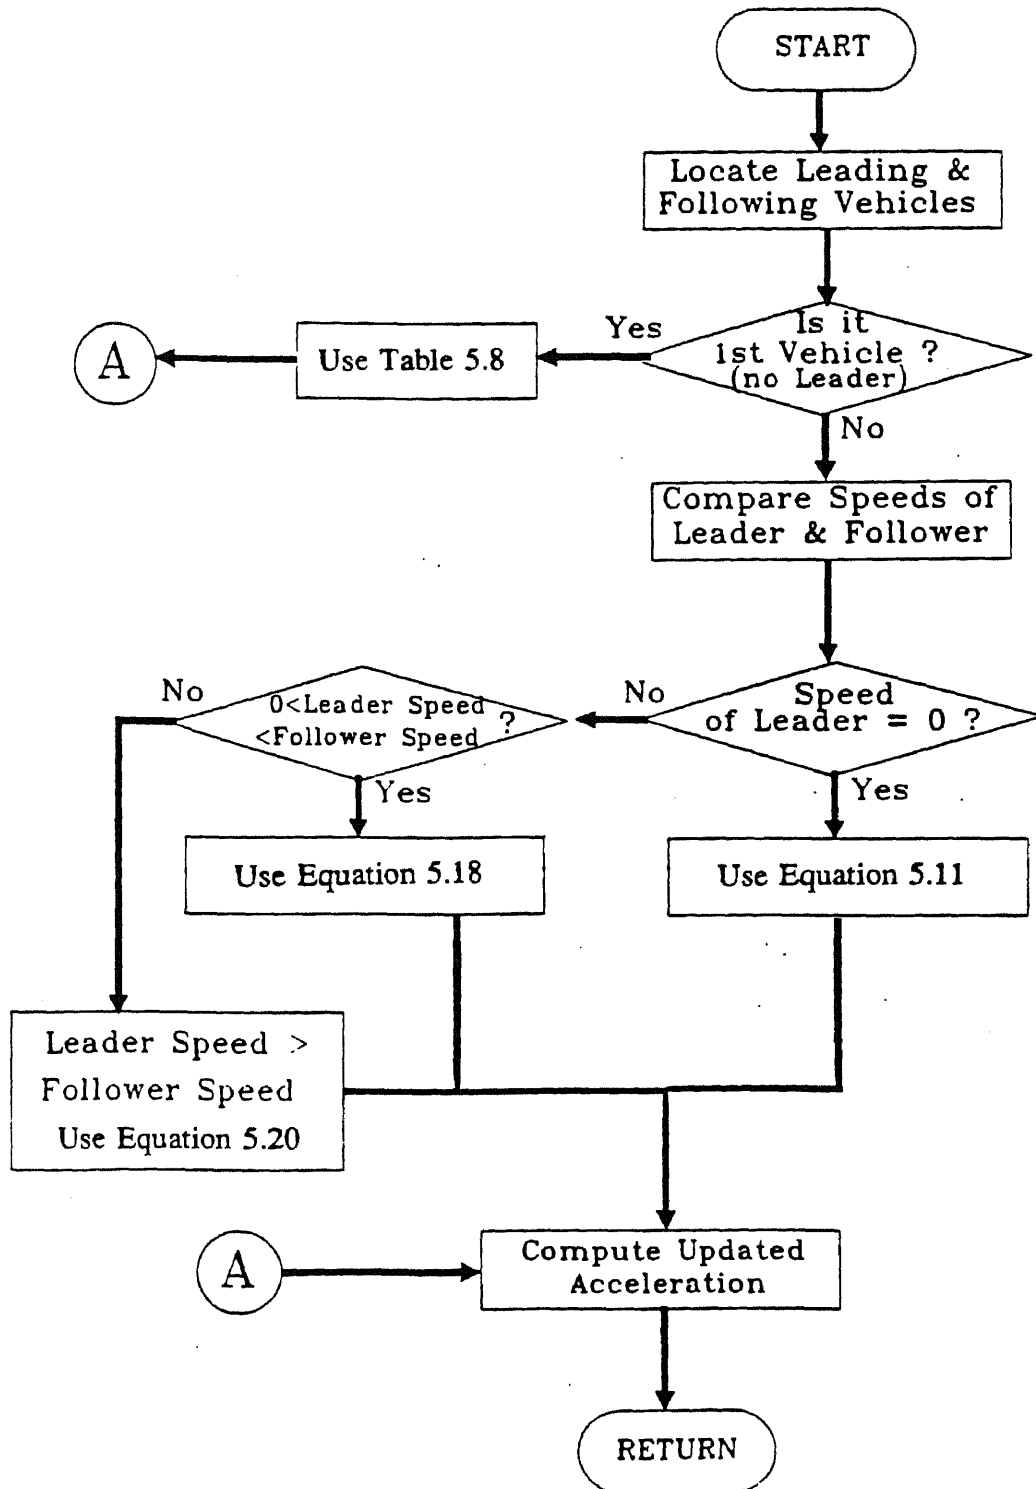 START
Locate Leading &
Following Vehicles
Is it
1st Vehicle ?
(no Leader)
Yes
Use Table 5.8
A
No
Compare Speeds of
Leader & Follower
Speed
of Leader = 0 ?
No
0<Leader Speed
<Follower Speed ?
No
Yes
Yes
Use Equation 5.18
Use Equation 5.11
Leader Speed >
Follower Speed
Use Equation 5.20
A
Compute Updated
Acceleration
RETURN